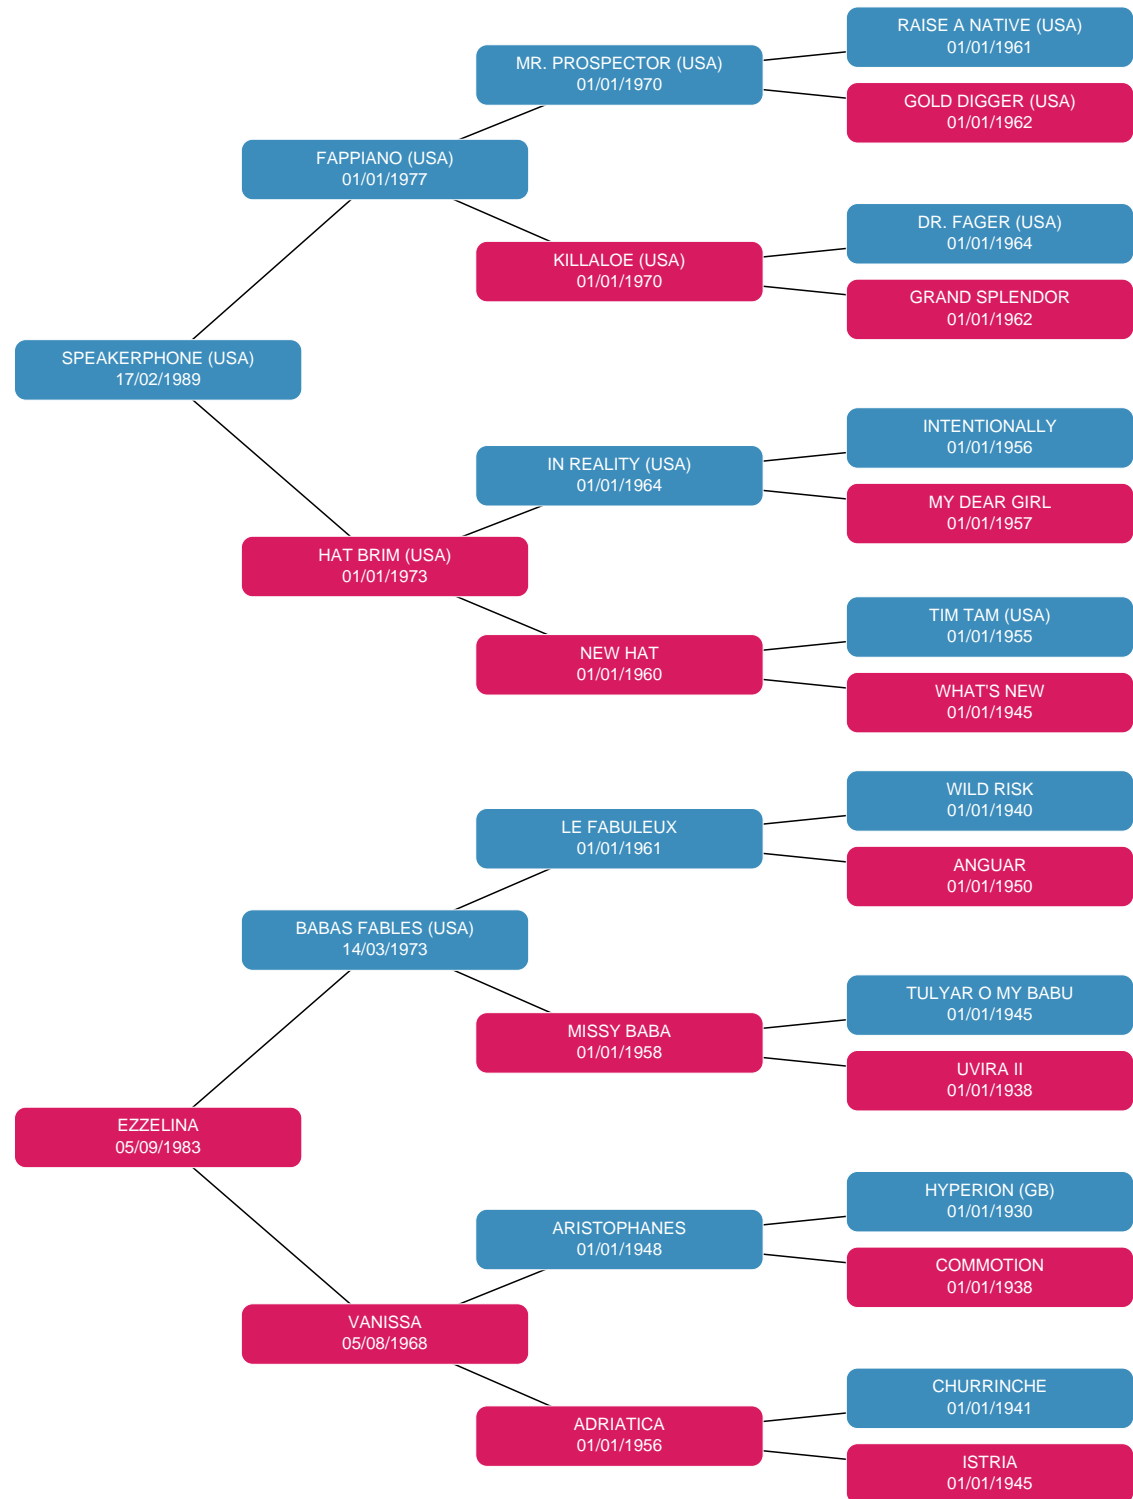 RAISE A NATIVE (USA)
01/01/1961
MR. PROSPECTOR (USA)
01/01/1970
GOLD DIGGER (USA)
01/01/1962
FAPPIANO (USA)
01/01/1977
DR. FAGER (USA)
01/01/1964
KILLALOE (USA)
01/01/1970
GRAND SPLENDOR
01/01/1962
SPEAKERPHONE (USA)
17/02/1989
INTENTIONALLY
01/01/1956
IN REALITY (USA)
01/01/1964
MY DEAR GIRL
01/01/1957
HAT BRIM (USA)
01/01/1973
TIM TAM (USA)
01/01/1955
NEW HAT
01/01/1960
WHAT'S NEW
01/01/1945
WILD RISK
01/01/1940
LE FABULEUX
01/01/1961
ANGUAR
01/01/1950
BABAS FABLES (USA)
14/03/1973
TULYAR O MY BABU
01/01/1945
MISSY BABA
01/01/1958
UVIRA II
01/01/1938
EZZELINA
05/09/1983
HYPERION (GB)
01/01/1930
ARISTOPHANES
01/01/1948
COMMOTION
01/01/1938
VANISSA
05/08/1968
CHURRINCHE
01/01/1941
ADRIATICA
01/01/1956
ISTRIA
01/01/1945